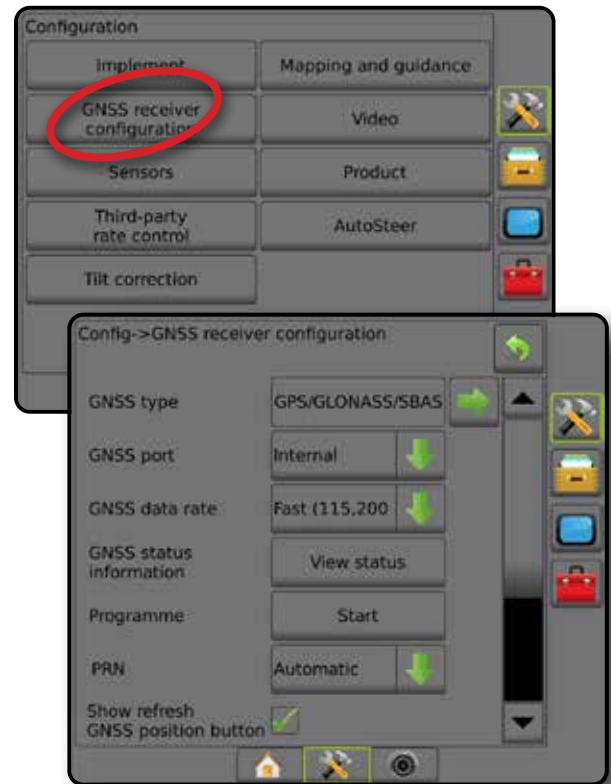 Configuration
Implement
Mapping and guidance
GNSS receiver
configuration
Video
Sensors
Product
Third-party
rate control
AutoSteer
Tilt correction
Config->GNSS receiver configuration
GNSS type
GPS/GLONASS/SBAS
GNSS port
Internal
GNSS data rate
Fast (115,200
GNSS status
information
View status
Programme
Start
PRN
Automatic
Show refresh
GNSS position button